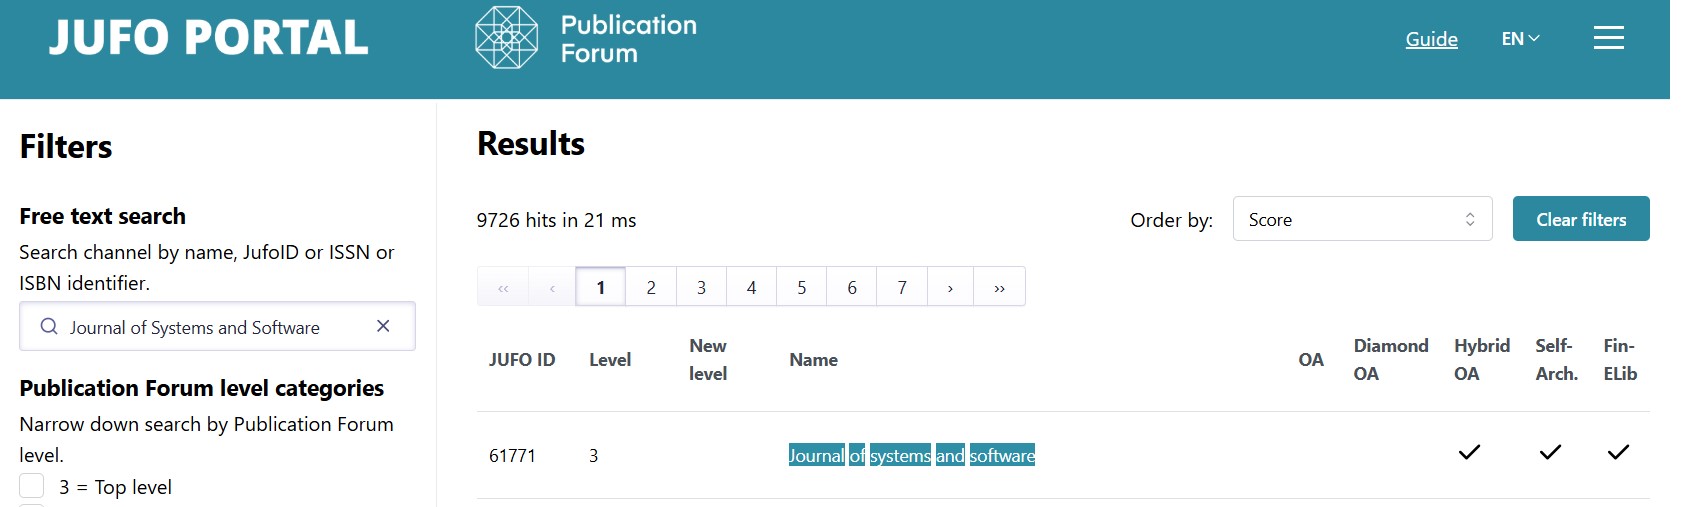 JUFO PORTAL
Publication
Forum
Guide
EN
Filters
Free text search
Search channel by name, JufoID or ISSN or
ISBN identifier.
Journal of Systems and Software
Publication Forum level categories
Narrow down search by Publication Forum
level.
3 = Top level
Results
9726 hits in 21 ms
Order by:
Score
Clear filters
‹‹ ‹ 1 2 3 4 5 6 7 › ››
JUFO ID Level New level Name OA Diamond OA Hybrid OA Self-Arch. Fin-ELib
61771 3 Journal of systems and software ✓ ✓ ✓